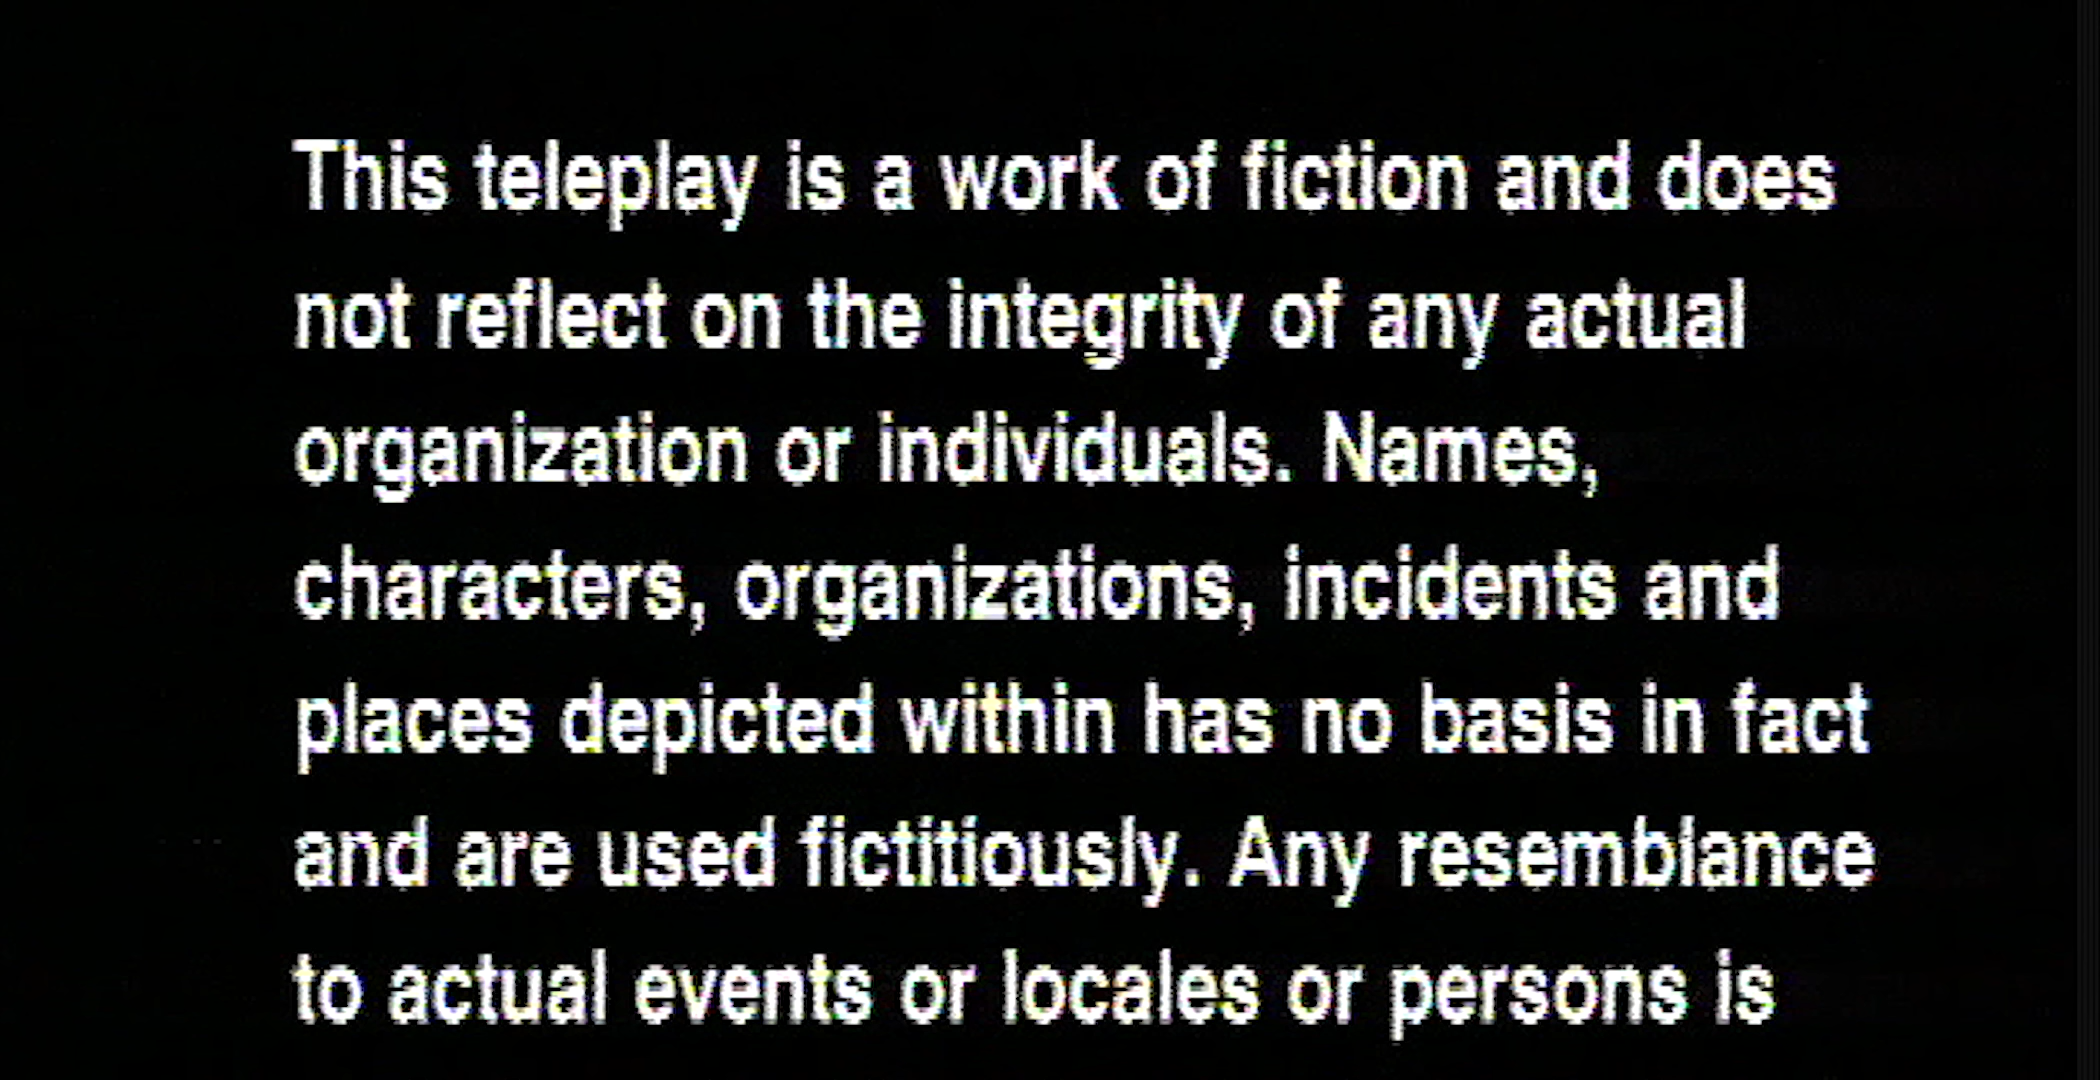 This teleplay is a work of fiction and does
not reflect on the integrity of any actual
organization or individuals. Names,
characters, organizations, incidents and
places depicted within has no basis in fact
and are used fictitiously. Any resemblance
to actual events or locales or persons is